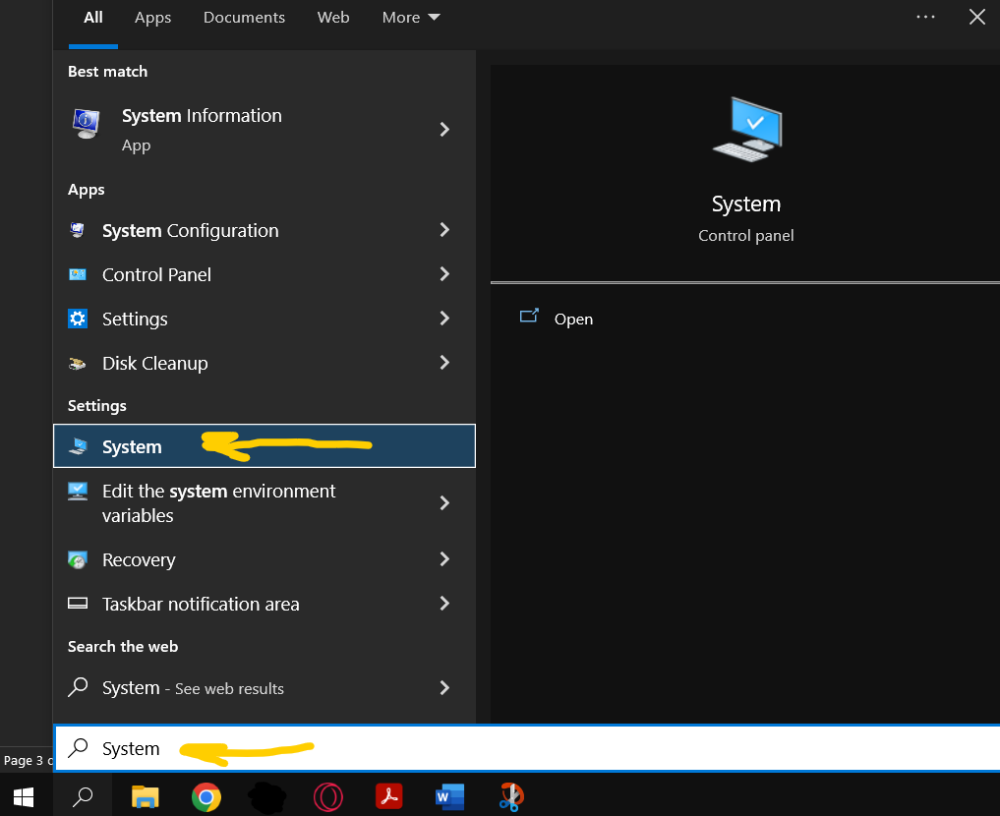 All Apps Documents Web More
Best match
System Information
App
Apps
System Configuration
Control Panel
Settings
Disk Cleanup
Settings
System
Edit the system environment
variables
Recovery
Taskbar notification area
Search the web
System - See web results
System
Control panel
Open
System
Page 3 o
W